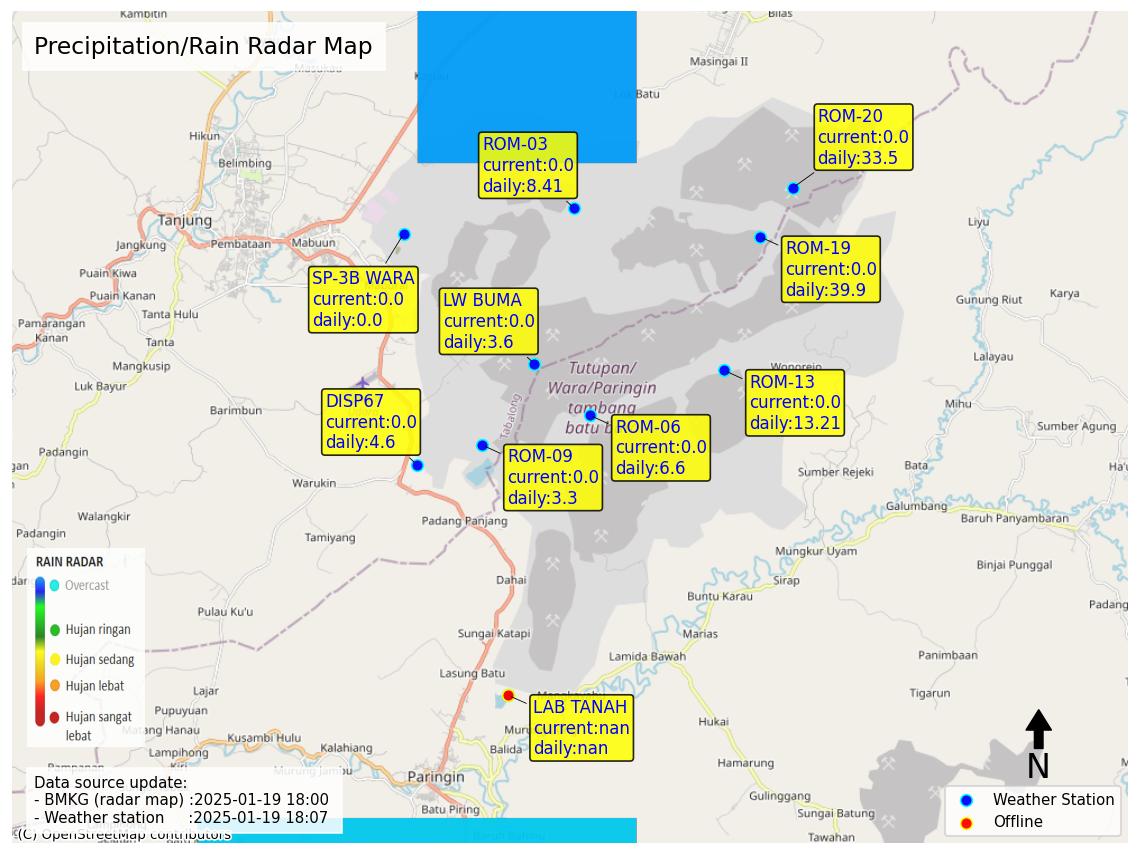 Precipitation/Rain Radar Map
Kambitin
Bilas
Masingai II
Masukau
Kapau
Batu
Hikun
Belimbing
ROM-03
current:0.0
daily:8.41
ROM-20
current:0.0
daily:33.5
Tanjung
Jangkung
Pembataan
Mabuun
Liyu
ROM-19
current:0.0
daily:39.9
SP-3B WARA
current:0.0
daily:0.0
Puain Kiwa
Puain Kanan
Tanta Hulu
Pamarangan
Kanan
Tanta
LW BUMA
current:0.0
daily:3.6
Gunung Riut
Karya
Lalayau
Mangkusip
Luk Bayur
Barimbun
Tutupan/
Wara/Paringin
tambang
batu b
Wonorejo
ROM-13
current:0.0
daily:13.21
Mihu
DISP67
current:0.0
daily:4.6
Tabalong
ROM-06
current:0.0
daily:6.6
Sumber Agung
ROM-09
current:0.0
daily:3.3
gan
Warukin
Sumber Rejeki
Bata
Ha'u
Galumbang
Baruh Panyambaran
Walangkir
Padangin
Padang Panjang
Tamiyang
Mungkur Uyam
Binjai Punggal
RAIN RADAR
Overcast
Hujan ringan
Hujan sedang
Hujan lebat
Hujan sangat
lebat
Dahai
Sirap
Buntu Karau
Padang
Pulau Ku'u
Sungai Katapi
Marias
Lamida Bawah
Panimbaan
Lasung Batu
Lajar
Tigarun
Pupuyuan
LAB TANAH
current:nan
daily:nan
Hukai
Matang Hanau
Kusambi Hulu
Kalahiang
Lampihong
Balida
Hamarung
Murung Jambu
Paringin
N
Gulinggang
Batu Piring
Sungai Batung
Tawahan
Data source update:
- BMKG (radar map) :2025-01-19 18:00
- Weather station :2025-01-19 18:07
(C) OpenStreetMap contributors
Weather Station
Offline